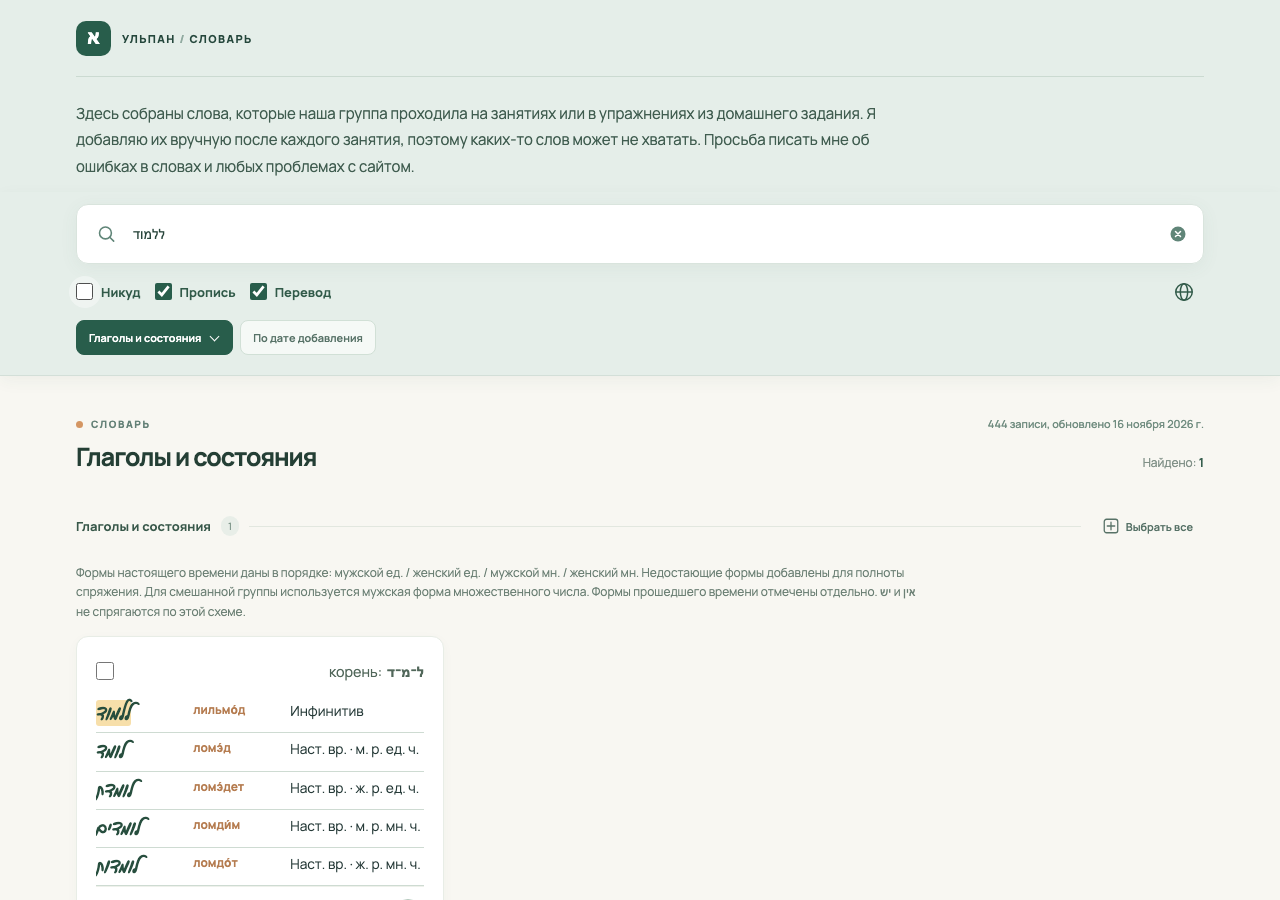 א УЛЬПАН / СЛОВАРЬ
Здесь собраны слова, которые наша группа проходила на занятиях или в упражнениях из домашнего задания. Я
добавляю их вручную после каждого занятия, поэтому каких-то слов может не хватать. Просьба писать мне об
ошибках в словах и любых проблемах с сайтом.
ללמוד
Никуд Пропись Перевод
Глаголы и состояния По дате добавления
СЛОВАРЬ 444 записи, обновлено 16 ноября 2026 г.
Глаголы и состояния Найдено: 1
Глаголы и состояния 1 Выбрать все
Формы настоящего времени даны в порядке: мужской ед. / женский ед. / мужской мн. / женский мн. Недостающие формы добавлены для полноты
спряжения. Для смешанной группы используется мужская форма множественного числа. Формы прошедшего времени отмечены отдельно. יש и אין
не спрягаются по этой схеме.
корень: ל־מ־ד
ללמוד лильмо́д Инфинитив
לומד ломэ́д Наст. вр. · м. р. ед. ч.
לומדת ломэ́дет Наст. вр. · ж. р. ед. ч.
לומדים ломди́м Наст. вр. · м. р. мн. ч.
לומדות ломдо́т Наст. вр. · ж. р. мн. ч.